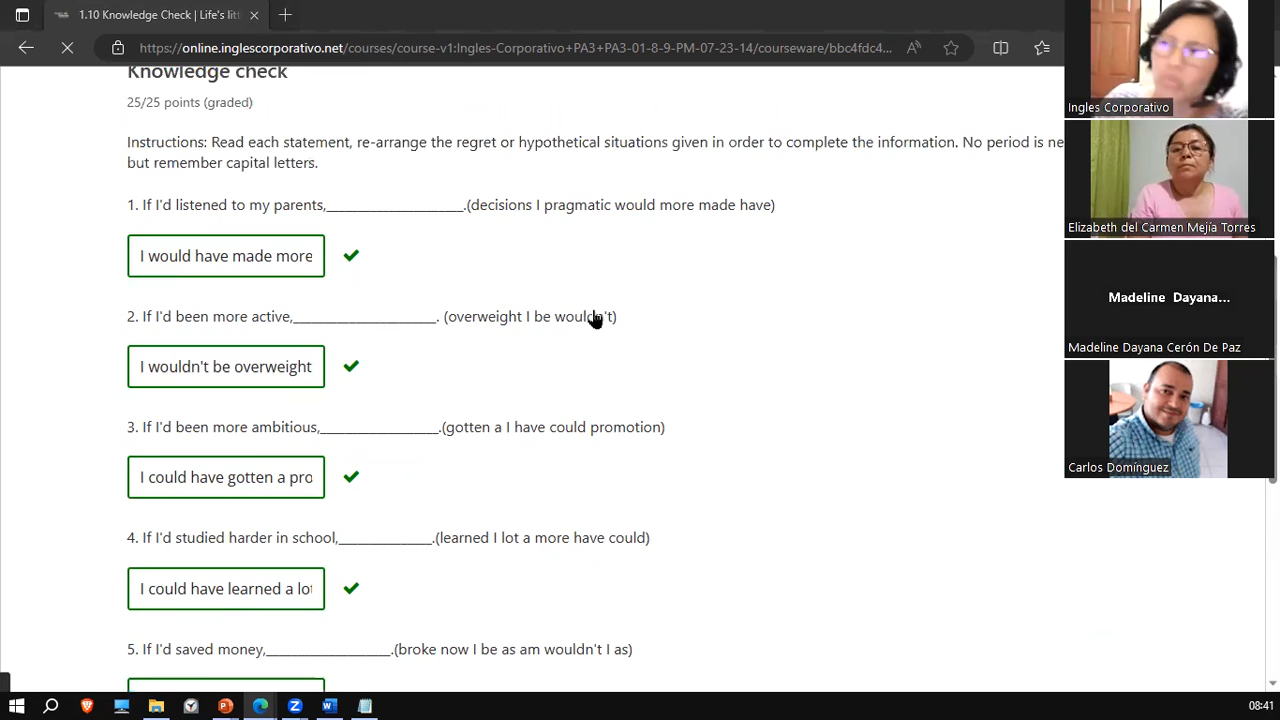 1.10 Knowledge Check | Life's litt
https://online.inglescorporativo.net/courses/course-v1:Ingles-Corporativo+PA3+PA3-01-8-9-PM-07-23-14/courseware/bbc4fdc4...
Knowledge check
25/25 points (graded)
Instructions: Read each statement, re-arrange the regret or hypothetical situations given in order to complete the information. No period is ne
but remember capital letters.
1. If I'd listened to my parents,____________________.(decisions I pragmatic would more made have)
I would have made more
2. If I'd been more active,_____________________. (overweight I be wouldn't)
I wouldn't be overweight
3. If I'd been more ambitious,_________________.(gotten a I have could promotion)
I could have gotten a pro
4. If I'd studied harder in school,______________.(learned I lot a more have could)
I could have learned a lot
5. If I'd saved money,__________________.(broke now I be as am wouldn't I as)
Ingles Corporativo
Elizabeth del Carmen Mejía Torres
Madeline Dayana...
Madeline Dayana Cerón De Paz
Carlos Domínguez
08:41